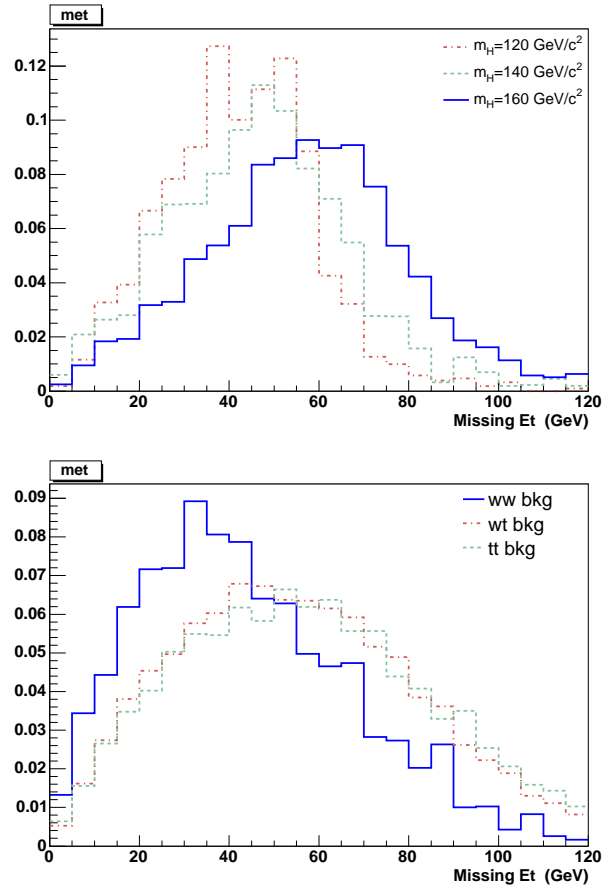 met
m_H=120 GeV/c²
m_H=140 GeV/c²
m_H=160 GeV/c²
0.12
0.1
0.08
0.06
0.04
0.02
0
0 20 40 60 80 100 120
Missing Et (GeV)
met
ww bkg
wt bkg
tt bkg
0.09
0.08
0.07
0.06
0.05
0.04
0.03
0.02
0.01
0
0 20 40 60 80 100 120
Missing Et (GeV)